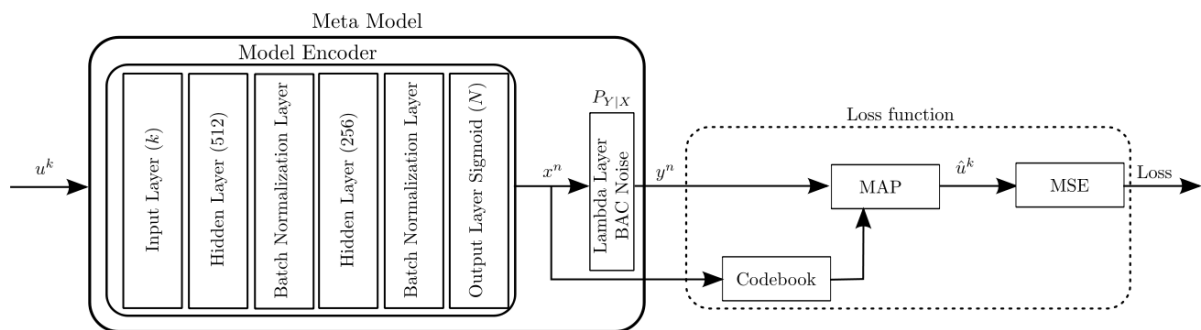 Meta Model
Model Encoder
u^k
Input Layer (k)
Hidden Layer (512)
Batch Normalization Layer
Hidden Layer (256)
Batch Normalization Layer
Output Layer Sigmoid (N)
x^n
P_{Y|X}
Lambda Layer
BAC Noise
y^n
Loss function
MAP
û^k
MSE
Loss
Codebook